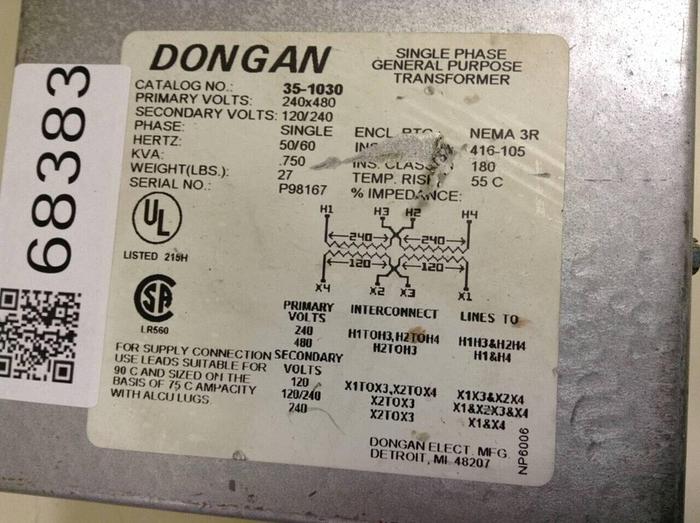 DONGAN
SINGLE PHASE
GENERAL PURPOSE
TRANSFORMER
CATALOG NO.: 35-1030
PRIMARY VOLTS: 240x480
SECONDARY VOLTS: 120/240
PHASE: SINGLE
HERTZ: 50/60
KVA: .750
WEIGHT(LBS.): 27
SERIAL NO.: P98167
ENCL. NEMA 3R
416-105
INS. CLASS 180
TEMP. RISE 55 C
% IMPEDANCE:
UL
LISTED 215H
SA
LR560
H1 H3 H2 H4
240 240
120 120
X4 X2 X3 X1
PRIMARY VOLTS INTERCONNECT LINES TO
240 H1TOH3,H2TOH4 H1H3&H2H4
480 H2TOH3 H1&H4
SECONDARY VOLTS
120 X1TOX3,X2TOX4 X1X3&X2X4
120/240 X2TOX3 X1&X2X3&X4
240 X2TOX3 X1&X4
FOR SUPPLY CONNECTION
USE LEADS SUITABLE FOR
90 C AND SIZED ON THE
BASIS OF 75 C AMPACITY
WITH ALCU LUGS.
DONGAN ELECT. MFG.
DETROIT, MI. 48207
NP6006
68383